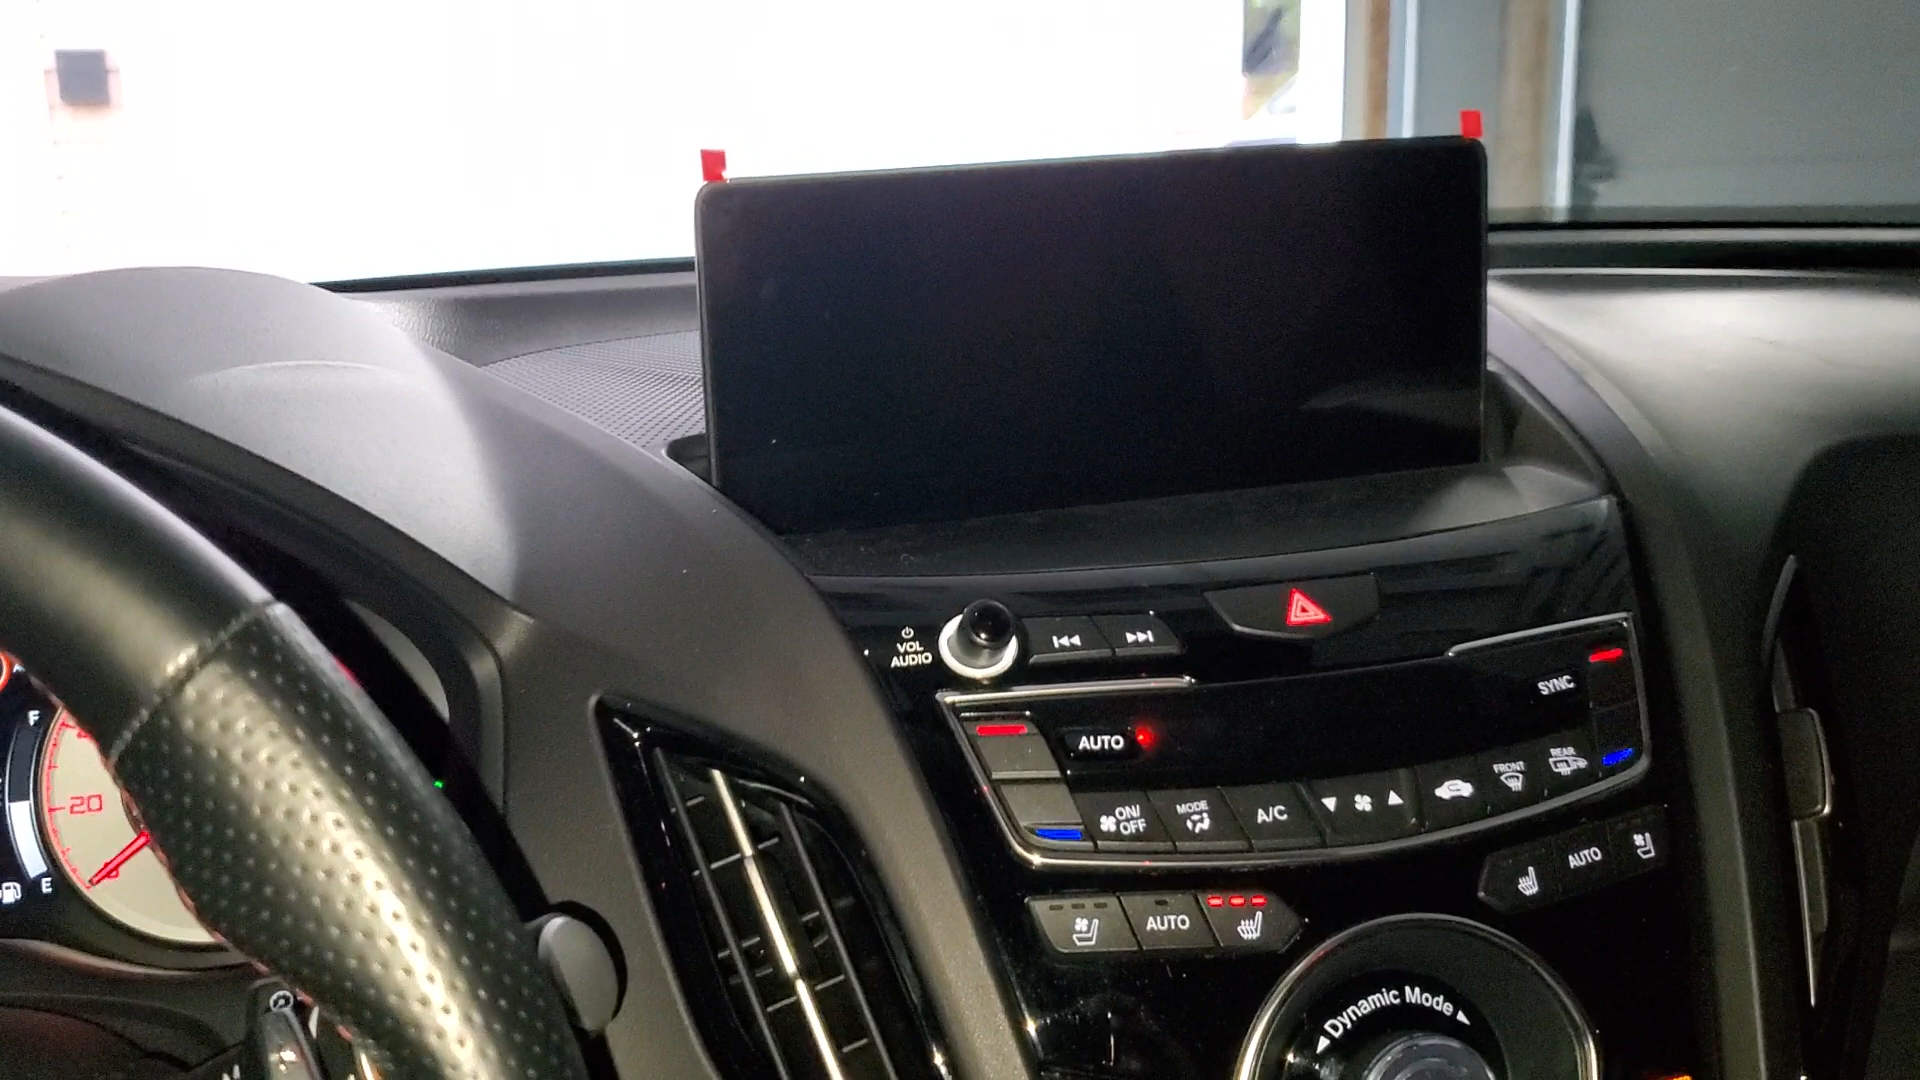 VOL
AUDIO
SYNC
AUTO
ON/
OFF
MODE
A/C
FRONT
REAR
AUTO
AUTO
Dynamic Mode
F
20
E